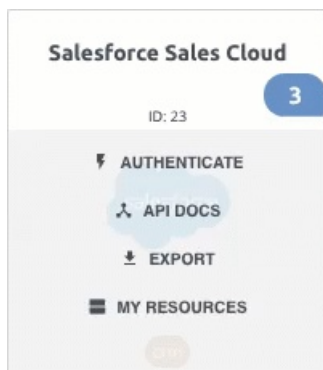 Salesforce Sales Cloud
3
ID: 23
AUTHENTICATE
API DOCS
EXPORT
MY RESOURCES